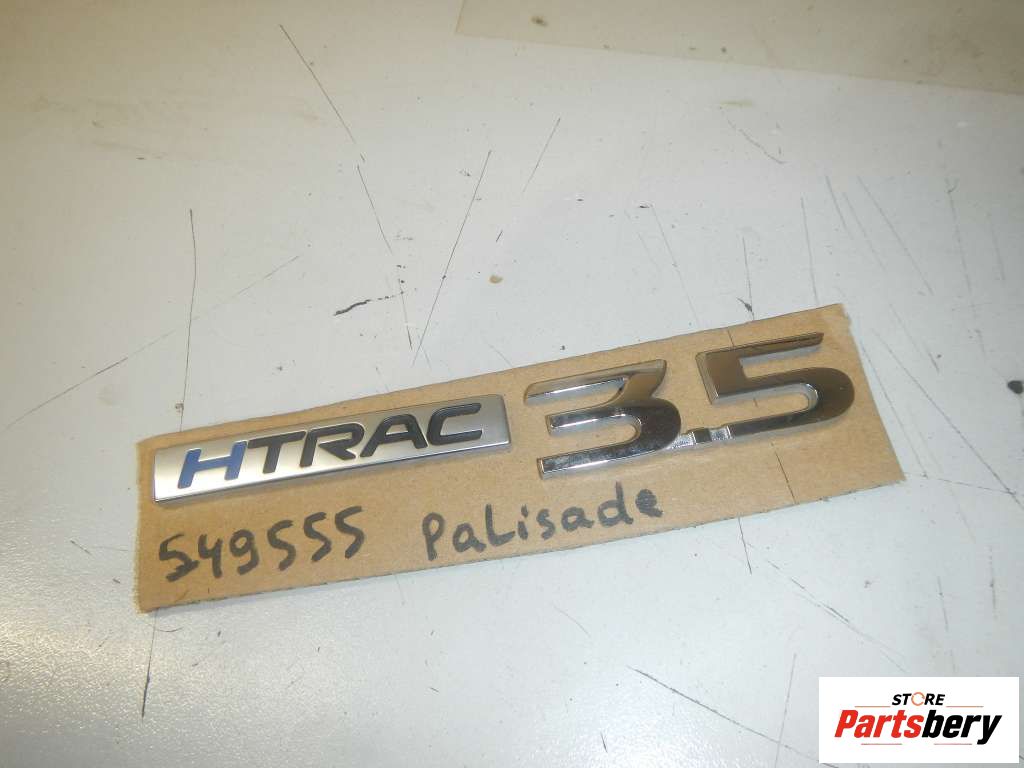 HTRAC 3.5
549555 Palisade
STORE
Partsbery